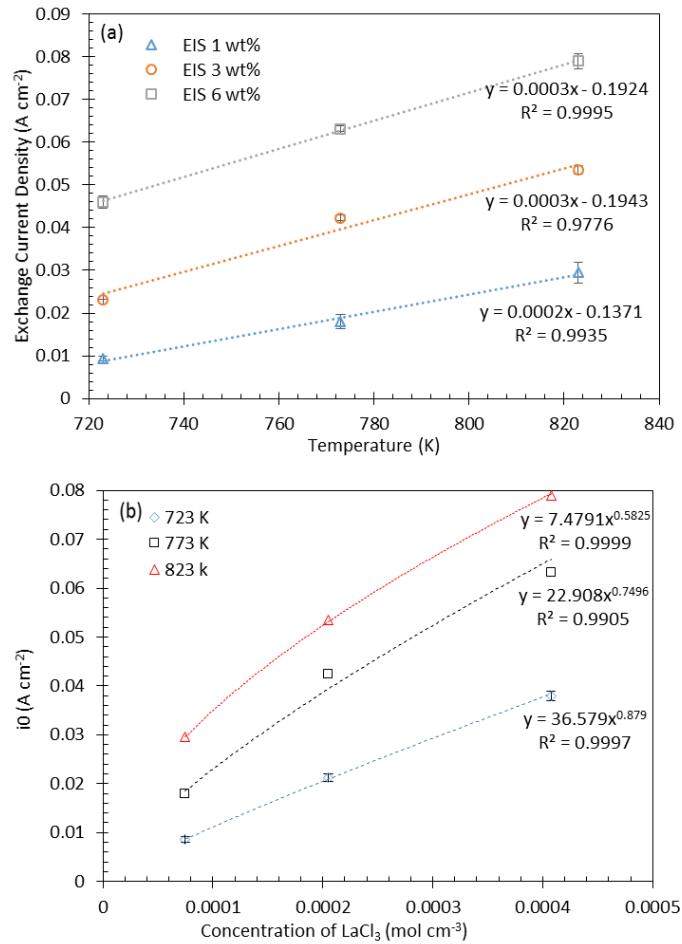 (a)
EIS 1 wt%
EIS 3 wt%
EIS 6 wt%
Exchange Current Density (A cm⁻²)
0.09
0.08
0.07
0.06
0.05
0.04
0.03
0.02
0.01
0
y = 0.0003x - 0.1924
R² = 0.9995
y = 0.0003x - 0.1943
R² = 0.9776
y = 0.0002x - 0.1371
R² = 0.9935
720 740 760 780 800 820 840
Temperature (K)
(b)
723 K
773 K
823 k
i0 (A cm⁻²)
0.08
0.07
0.06
0.05
0.04
0.03
0.02
0.01
0
y = 7.4791x^0.5825
R² = 0.9999
y = 22.908x^0.7496
R² = 0.9905
y = 36.579x^0.879
R² = 0.9997
0 0.0001 0.0002 0.0003 0.0004 0.0005
Concentration of LaCl₃ (mol cm⁻³)